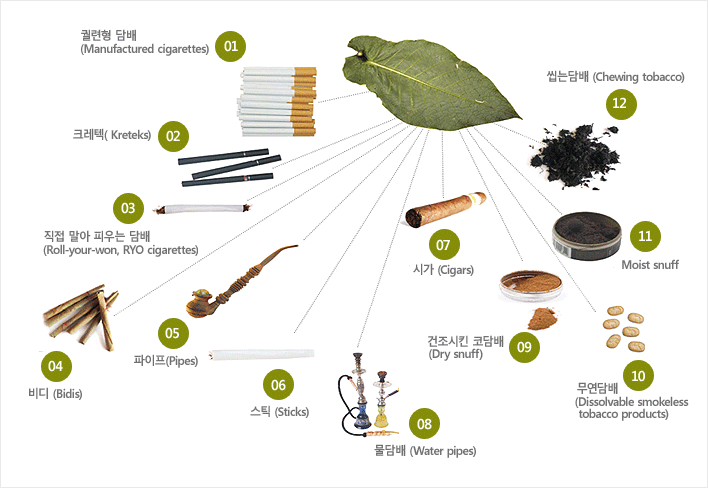 궐련형 담배
(Manufactured cigarettes)
01
크레텍( Kreteks)
02
03
직접 말아 피우는 담배
(Roll-your-won, RYO cigarettes)
04
비디 (Bidis)
05
파이프(Pipes)
06
스틱 (Sticks)
07
시가 (Cigars)
08
물담배 (Water pipes)
건조시킨 코담배
(Dry snuff)
09
10
무연담배
(Dissolvable smokeless
tobacco products)
11
Moist snuff
씹는담배 (Chewing tobacco)
12